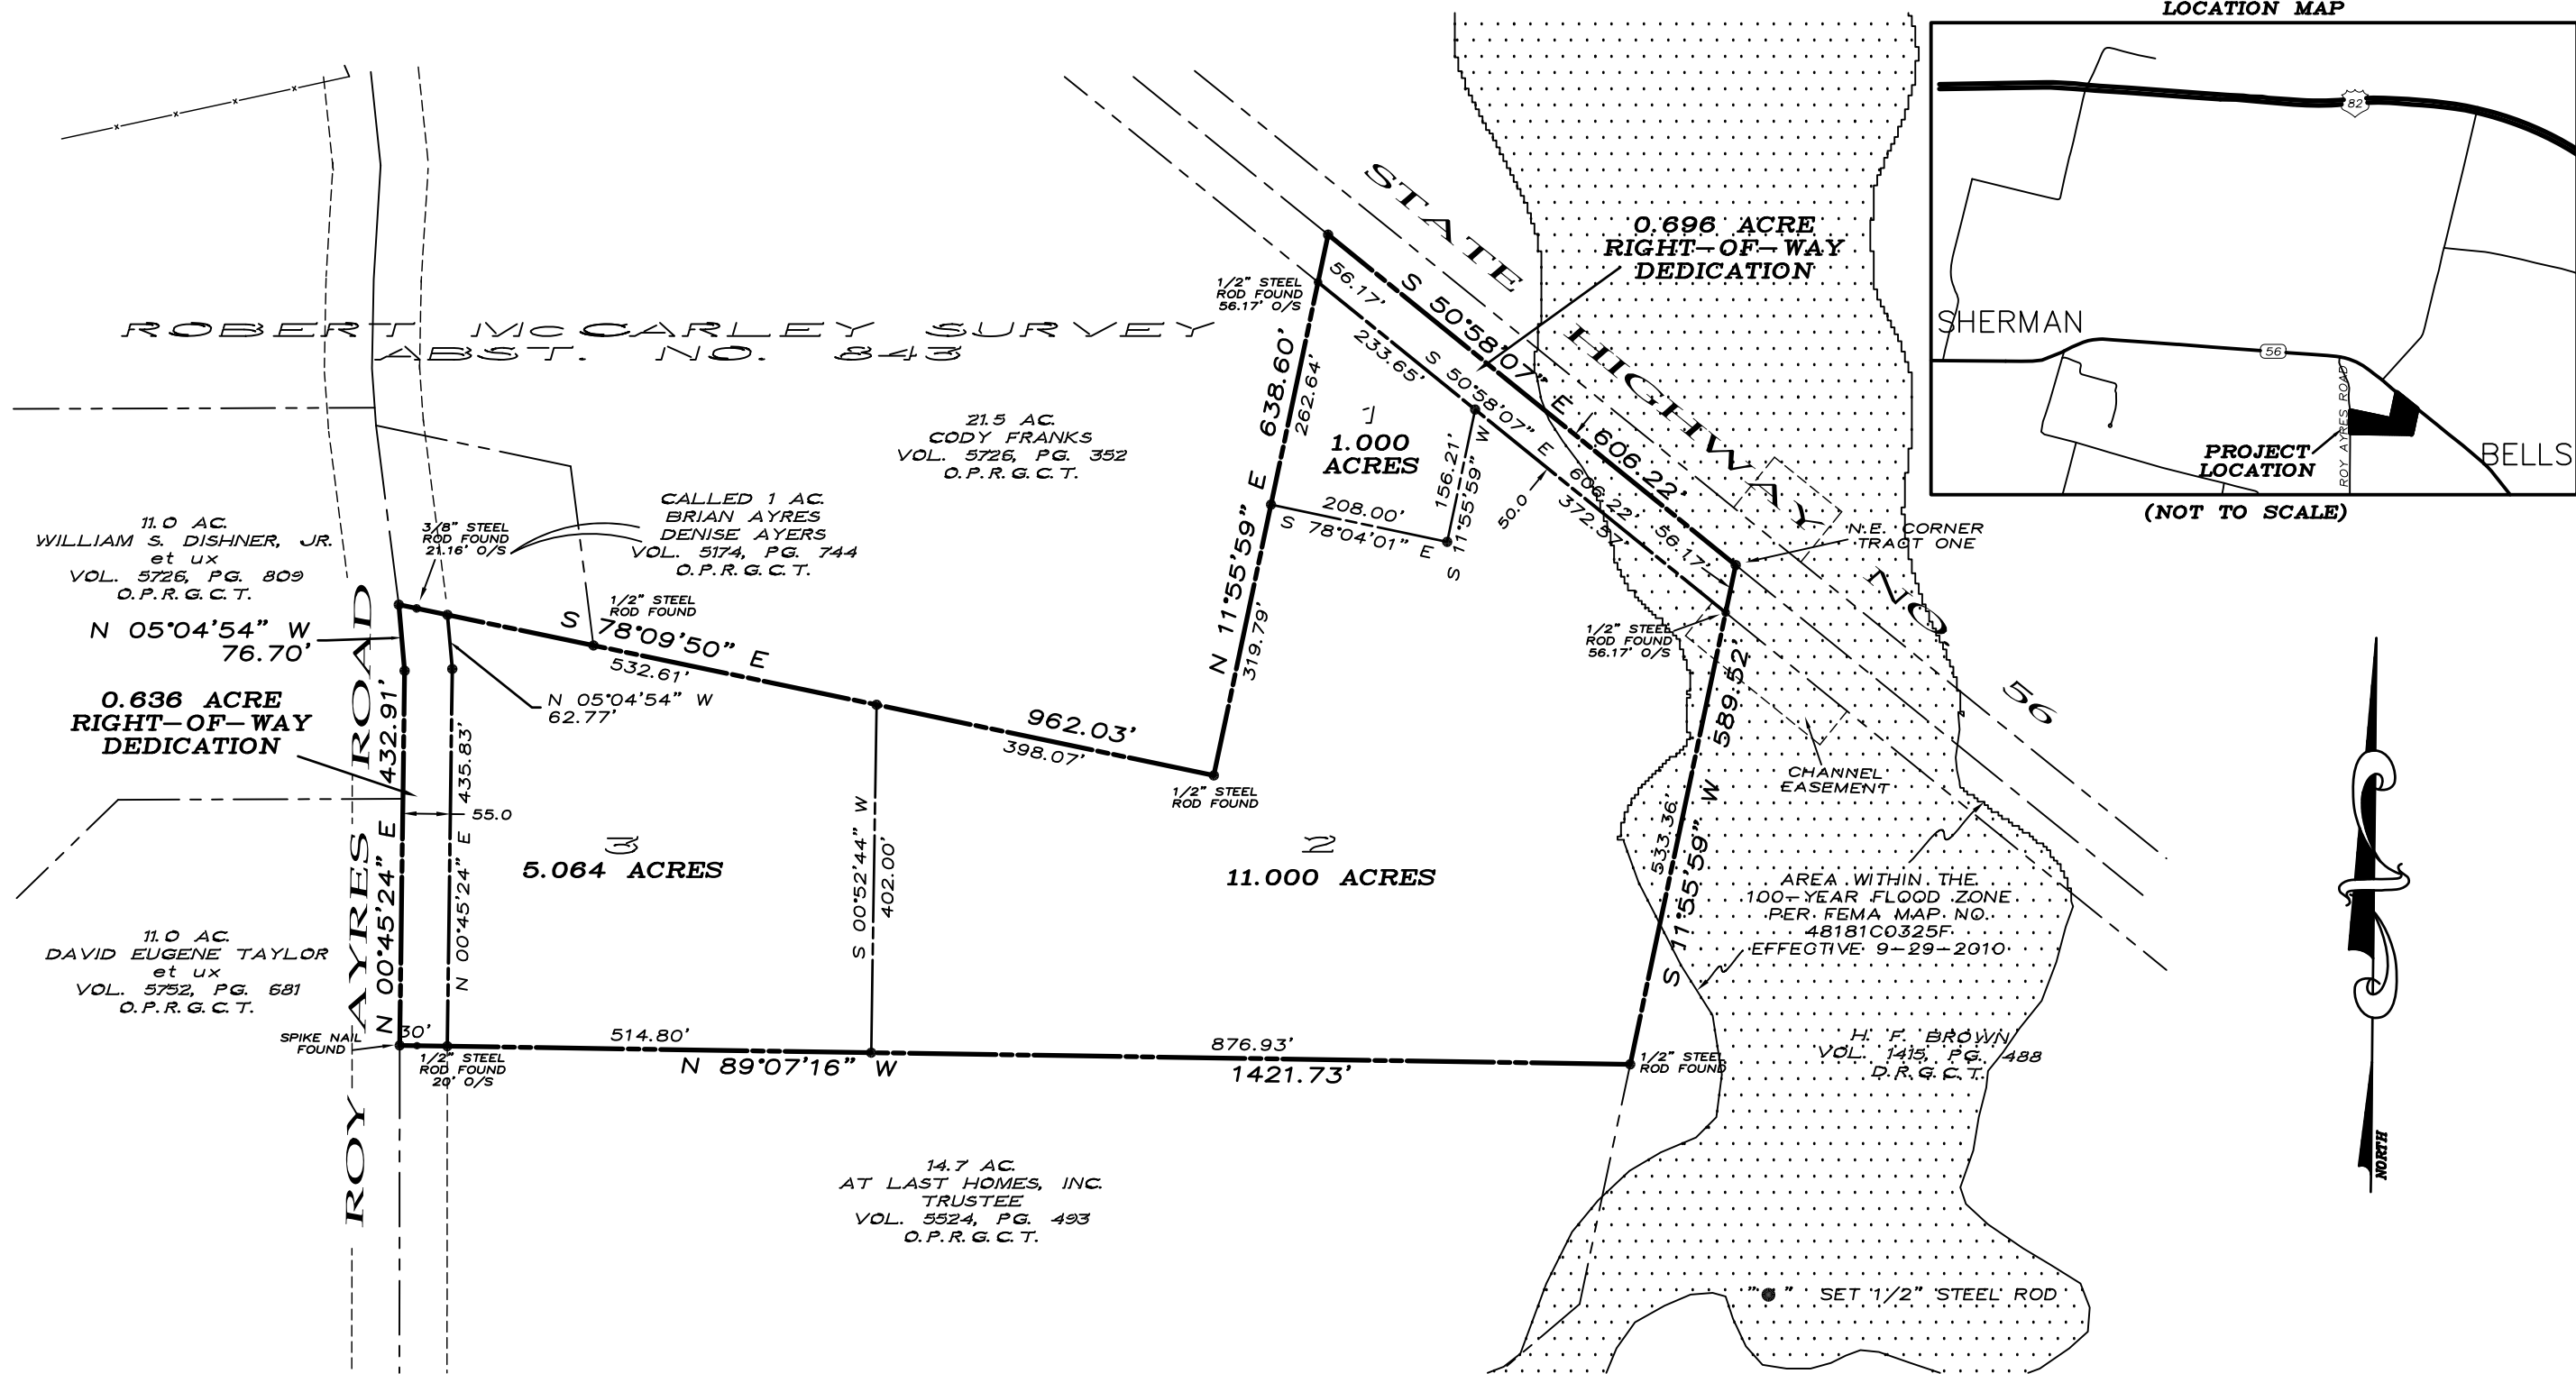 LOCATION MAP
82
SHERMAN
56
ROY AYRES ROAD
PROJECT
LOCATION
BELLS
(NOT TO SCALE)
STATE HIGHWAY NO. 56
0.696 ACRE
RIGHT-OF-WAY
DEDICATION
ROBERT McCARLEY SURVEY
ABST. NO. 843
1/2" STEEL
ROD FOUND
56.17' O/S
56.17'
S 50°58'07" E 606.22'
233.65'
S 50°58'07" E 606.22'
372.57'
56.17'
50.0
N 11°55'59" E 638.60'
262.64'
319.79'
1
1.000
ACRES
156.21'
S 11°55'59" W
208.00'
S 78°04'01" E
N.E. CORNER
TRACT ONE
21.5 AC.
CODY FRANKS
VOL. 5726, PG. 352
O.P.R.G.C.T.
CALLED 1 AC.
BRIAN AYRES
DENISE AYERS
VOL. 5174, PG. 744
O.P.R.G.C.T.
11.0 AC.
WILLIAM S. DISHNER, JR.
et ux
VOL. 5726, PG. 809
O.P.R.G.C.T.
3/8" STEEL
ROD FOUND
21.16' O/S
1/2" STEEL
ROD FOUND
N 05°04'54" W
76.70'
S 78°09'50" E
962.03'
532.61'
398.07'
N 05°04'54" W
62.77'
0.636 ACRE
RIGHT-OF-WAY
DEDICATION
ROY AYRES ROAD
N 00°45'24" E 432.91'
N 00°45'24" E 435.83'
55.0
1/2" STEEL
ROD FOUND
1/2" STEEL
ROD FOUND
56.17' O/S
S 11°55'59" W 589.52'
533.36'
CHANNEL
EASEMENT
3
5.064 ACRES
S 00°52'44" W
402.00'
2
11.000 ACRES
AREA WITHIN THE
100-YEAR FLOOD ZONE
PER FEMA MAP NO.
48181C0325F
EFFECTIVE 9-29-2010
11.0 AC.
DAVID EUGENE TAYLOR
et ux
VOL. 5752, PG. 681
O.P.R.G.C.T.
SPIKE NAIL
FOUND
30'
1/2" STEEL
ROD FOUND
20' O/S
514.80'
876.93'
N 89°07'16" W
1421.73'
1/2" STEEL
ROD FOUND
H. F. BROWN
VOL. 1415, PG. 488
D.R.G.C.T.
14.7 AC.
AT LAST HOMES, INC.
TRUSTEE
VOL. 5524, PG. 493
O.P.R.G.C.T.
NORTH
" ● " SET 1/2" STEEL ROD